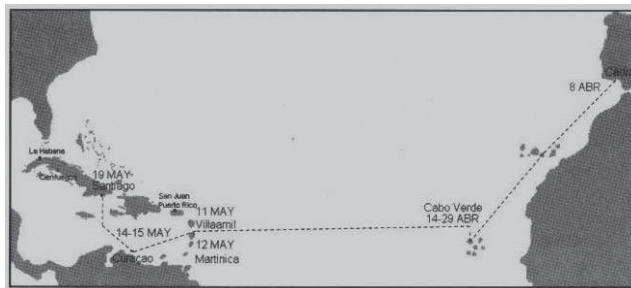 Cádiz
8 ABR
La Habana
Cienfuegos
19 MAY
Santiago
San Juan
Puerto Rico
11 MAY
Villaamil
Cabo Verde
14-29 ABR
14-15 MAY
12 MAY
Curaçao
Martinica